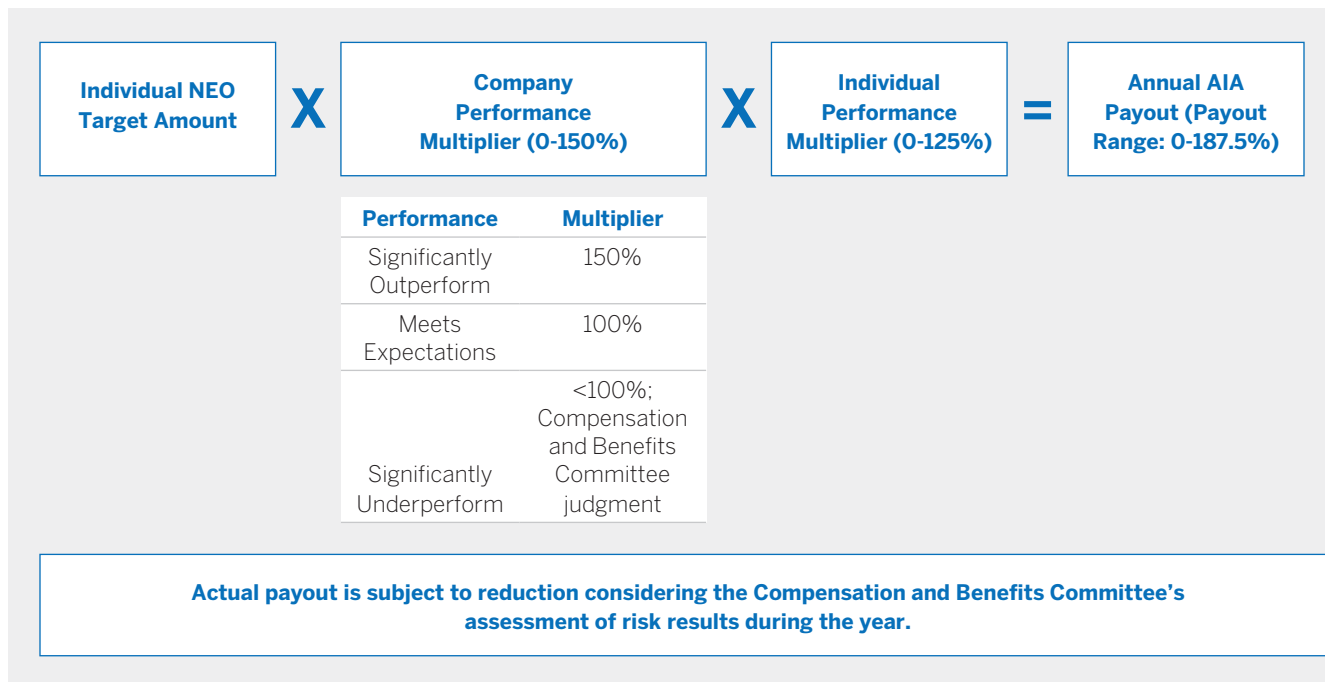 Individual NEO
Target Amount
X
Company
Performance
Multiplier (0-150%)
X
Individual
Performance
Multiplier (0-125%)
=
Annual AIA
Payout (Payout
Range: 0-187.5%)
Performance Multiplier
Significantly
Outperform
150%
Meets
Expectations
100%
Significantly
Underperform
<100%;
Compensation
and Benefits
Committee
judgment
Actual payout is subject to reduction considering the Compensation and Benefits Committee’s
assessment of risk results during the year.